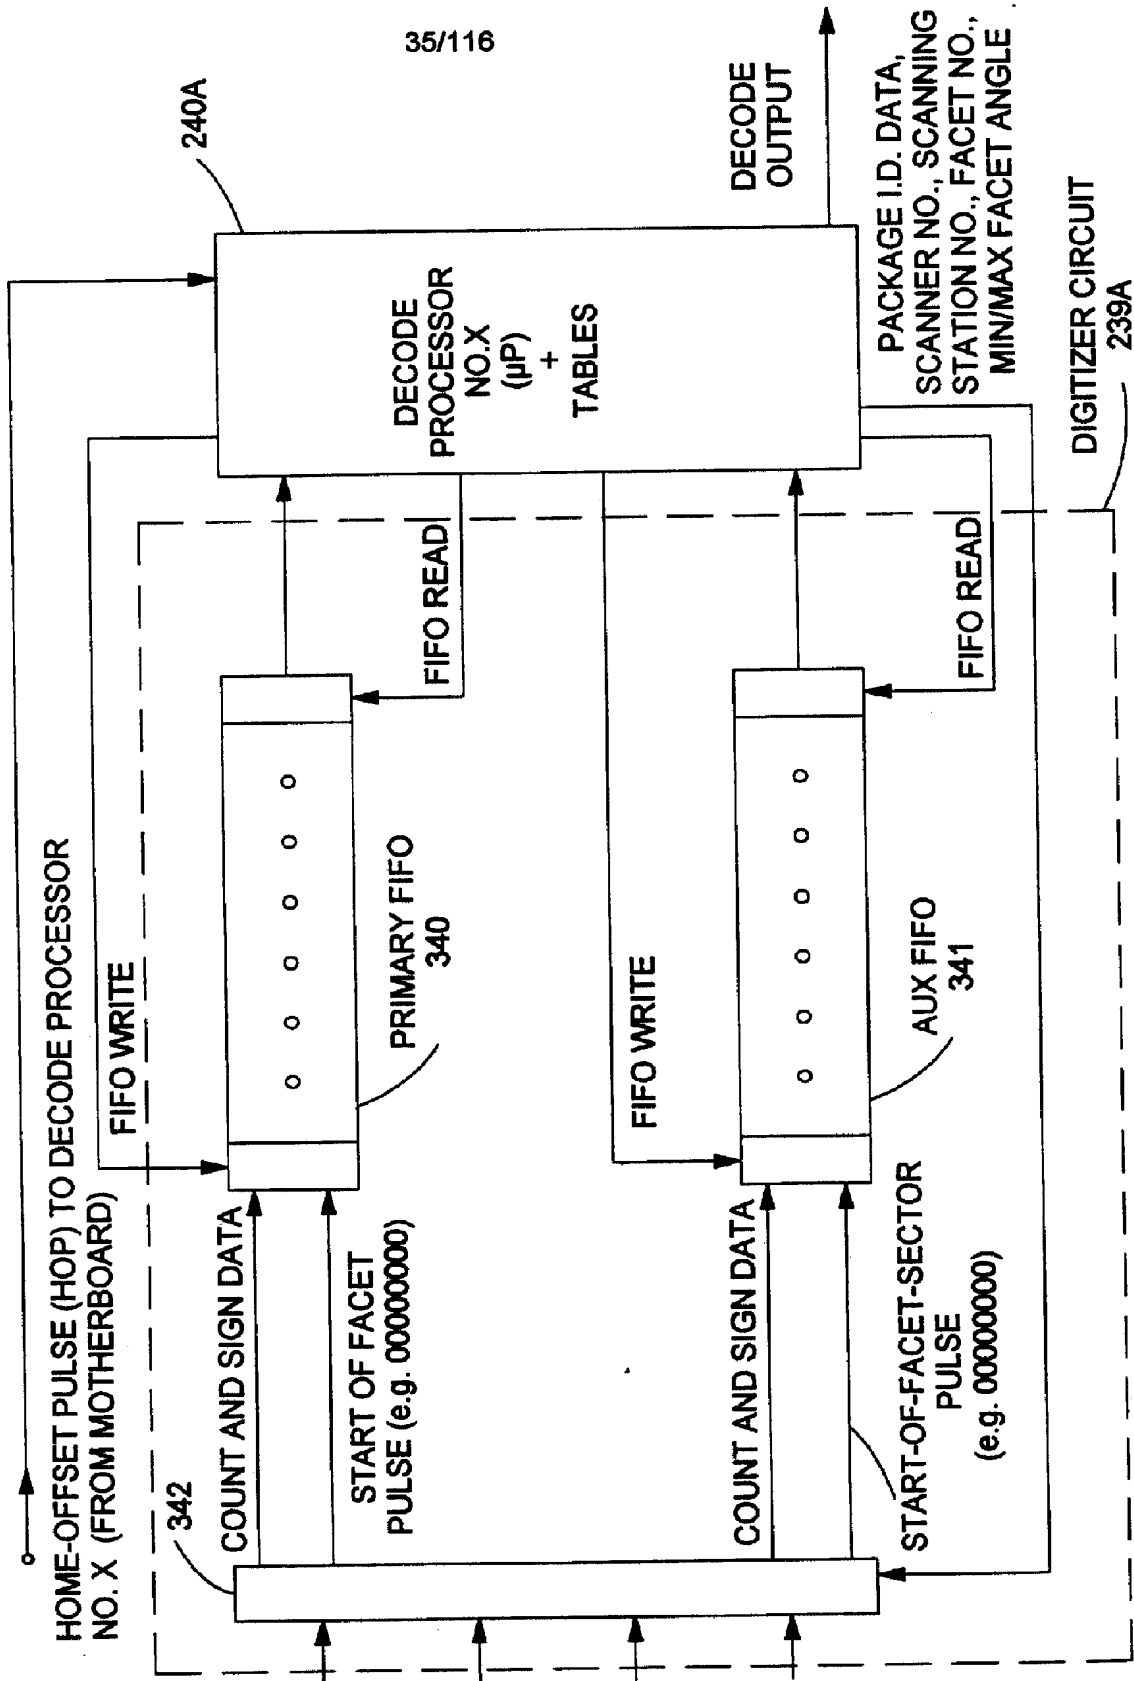 35/116
HOME-OFFSET PULSE (HOP) TO DECODE PROCESSOR
NO. X (FROM MOTHERBOARD)
FIFO WRITE
240A
342
COUNT AND SIGN DATA
START OF FACET
PULSE (e.g. 00000000)
PRIMARY FIFO
340
FIFO READ
DECODE
PROCESSOR
NO.X
(µP)
+
TABLES
DECODE
OUTPUT
FIFO WRITE
COUNT AND SIGN DATA
START-OF-FACET-SECTOR
PULSE
(e.g. 00000000)
AUX FIFO
341
FIFO READ
PACKAGE I.D. DATA,
SCANNER NO., SCANNING
STATION NO., FACET NO.,
MIN/MAX FACET ANGLE
DIGITIZER CIRCUIT
239A